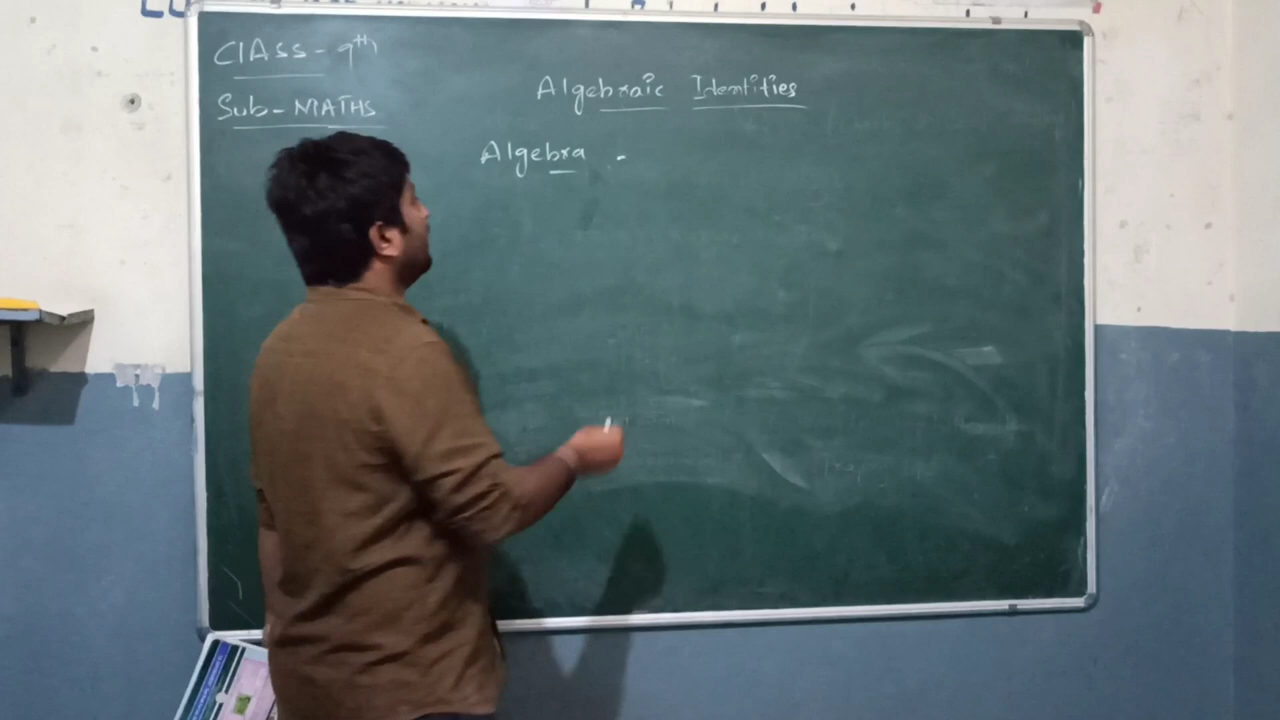 Class - 9th
Algebraic Identities
Sub - MATHS
Algebra -